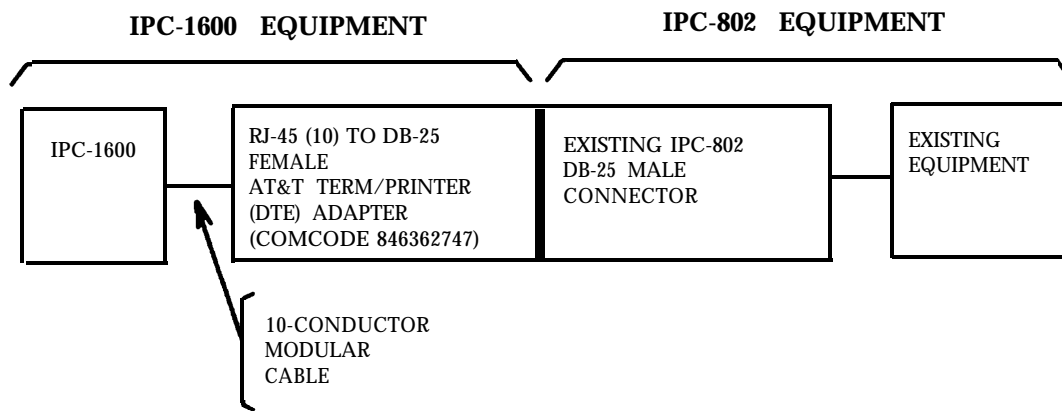 IPC-1600 EQUIPMENT
IPC-802 EQUIPMENT
IPC-1600
RJ-45 (10) TO DB-25
FEMALE
AT&T TERM/PRINTER
(DTE) ADAPTER
(COMCODE 846362747)
EXISTING IPC-802
DB-25 MALE
CONNECTOR
EXISTING
EQUIPMENT
10-CONDUCTOR
MODULAR
CABLE